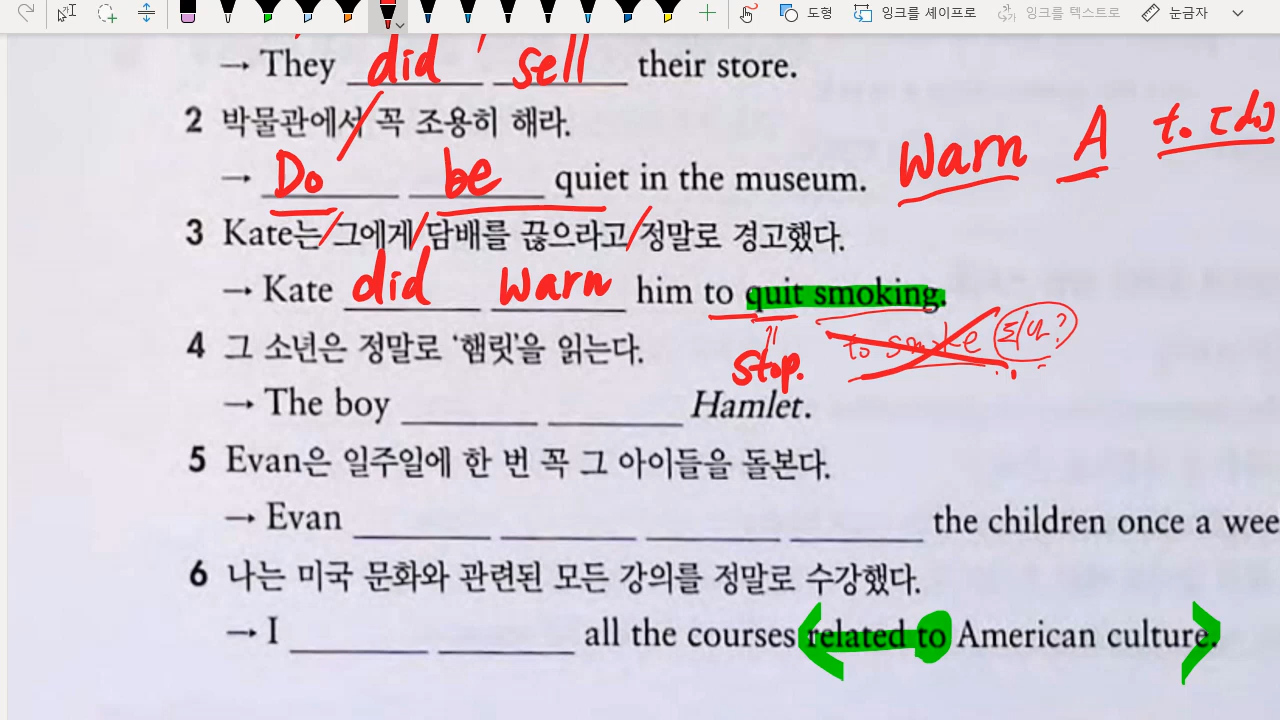 도형 잉크를 셰이프로 잉크를 텍스트로 눈금자
→ They did sell their store.
2 박물관에서 꼭 조용히 해라.
Warn A to [do]
→ Do be quiet in the museum.
3 Kate는 그에게 담배를 끊으라고 정말로 경고했다.
→ Kate did warn him to quit smoking.
to smoke
stop.
4 그 소년은 정말로 ‘햄릿’을 읽는다.
→ The boy Hamlet.
5 Evan은 일주일에 한 번 꼭 그 아이들을 돌본다.
→ Evan the children once a wee
6 나는 미국 문화와 관련된 모든 강의를 정말로 수강했다.
→ I all the courses related to American culture.